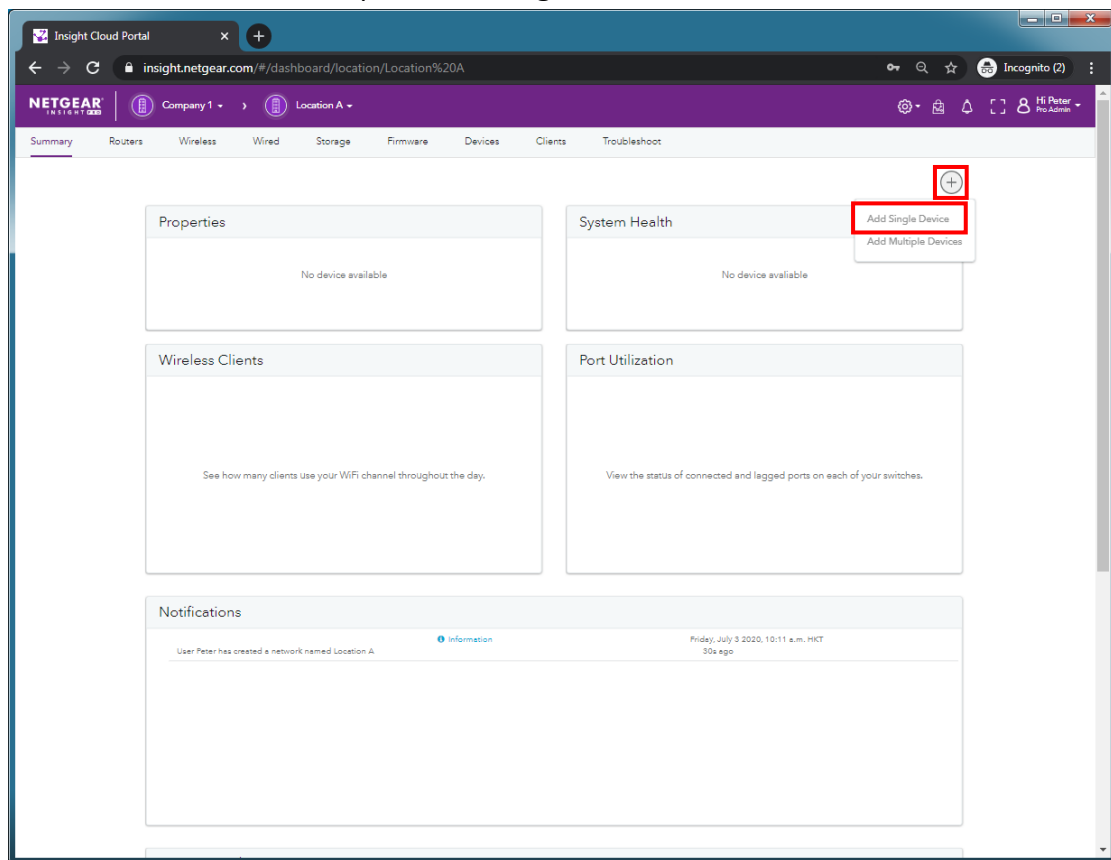 Insight Cloud Portal
insight.netgear.com/#/dashboard/location/Location%20A
Incognito (2)
NETGEAR
INSIGHT PRO
Company 1
Location A
Hi Peter
Pro Admin
Summary Routers Wireless Wired Storage Firmware Devices Clients Troubleshoot
Add Single Device
Add Multiple Devices
Properties
No device available
System Health
No device avaliable
Wireless Clients
See how many clients use your WiFi channel throughout the day.
Port Utilization
View the status of connected and lagged ports on each of your switches.
Notifications
Information
Friday, July 3 2020, 10:11 a.m. HKT
User Peter has created a network named Location A
30s ago